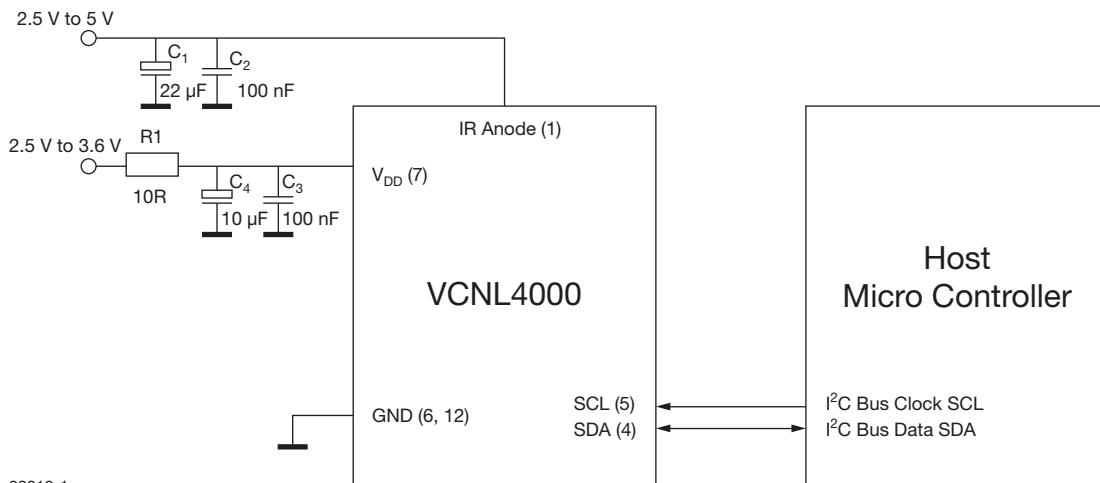 2.5 V to 5 V
C1
C2
22 µF
100 nF
IR Anode (1)
2.5 V to 3.6 V
R1
10R
C4
C3
10 µF
100 nF
VDD (7)
VCNL4000
Host
Micro Controller
GND (6, 12)
SCL (5)
SDA (4)
I²C Bus Clock SCL
I²C Bus Data SDA